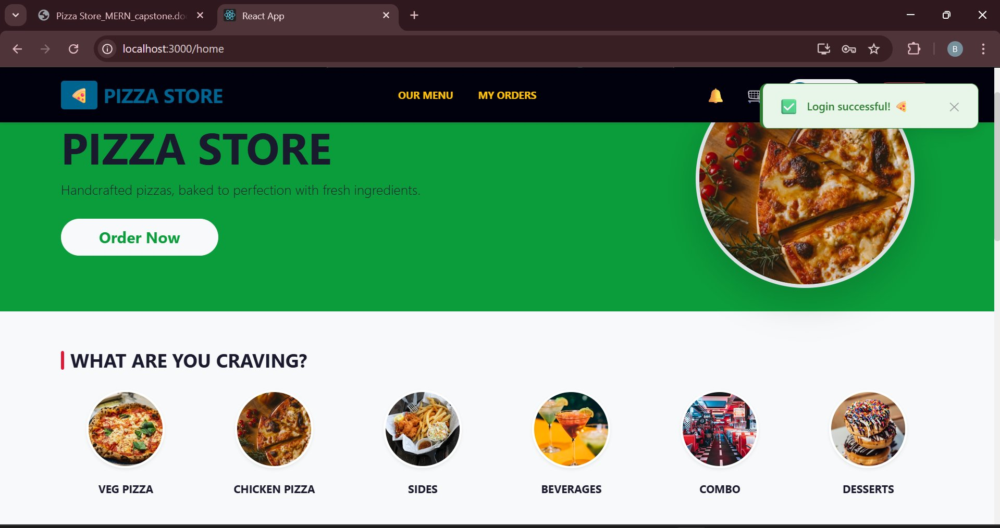 Pizza Store_MERN_capstone.do
React App
localhost:3000/home
B
PIZZA STORE
OUR MENU
MY ORDERS
Login successful!
PIZZA STORE
Handcrafted pizzas, baked to perfection with fresh ingredients.
Order Now
WHAT ARE YOU CRAVING?
VEG PIZZA
CHICKEN PIZZA
SIDES
BEVERAGES
COMBO
DESSERTS